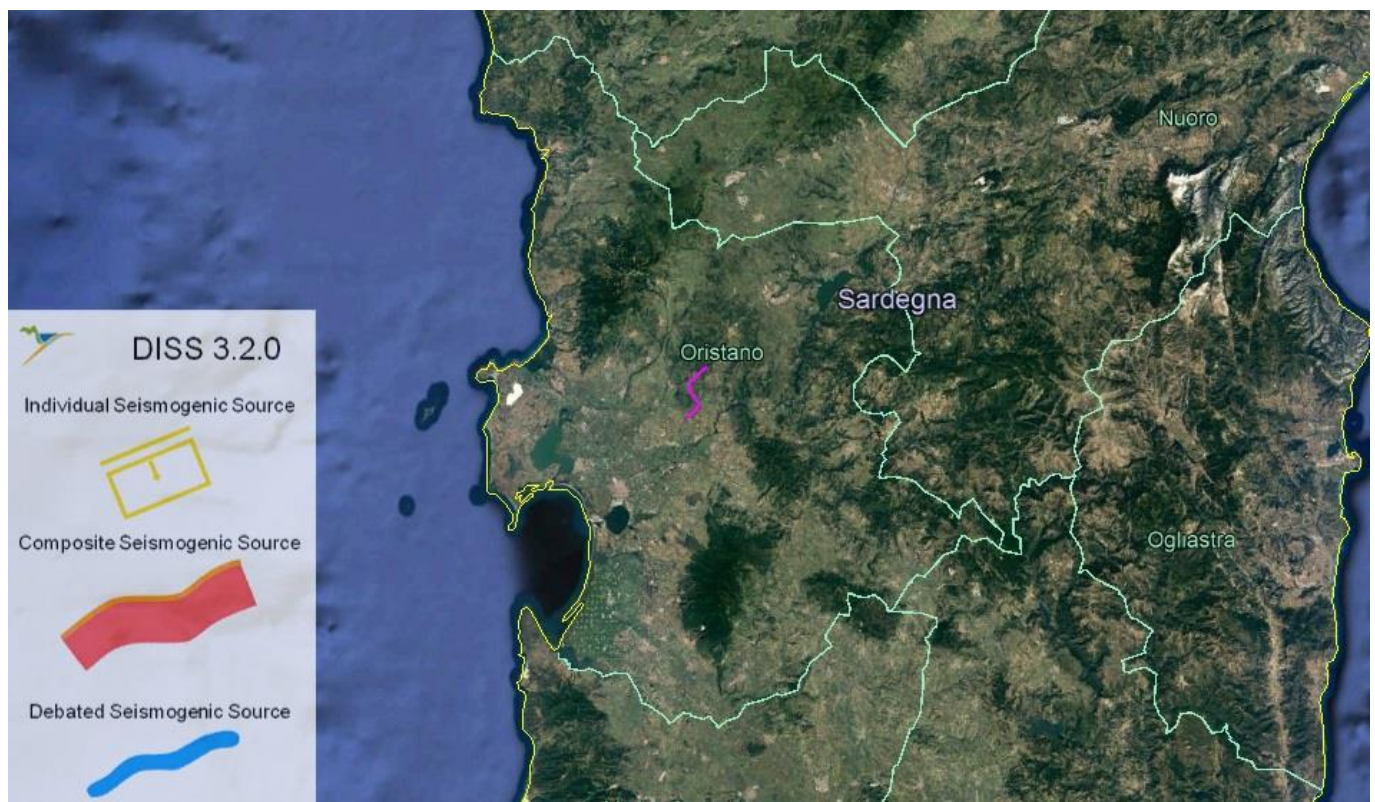 Nuoro
Sardegna
Oristano
Ogliastra
DISS 3.2.0
Individual Seismogenic Source
Composite Seismogenic Source
Debated Seismogenic Source